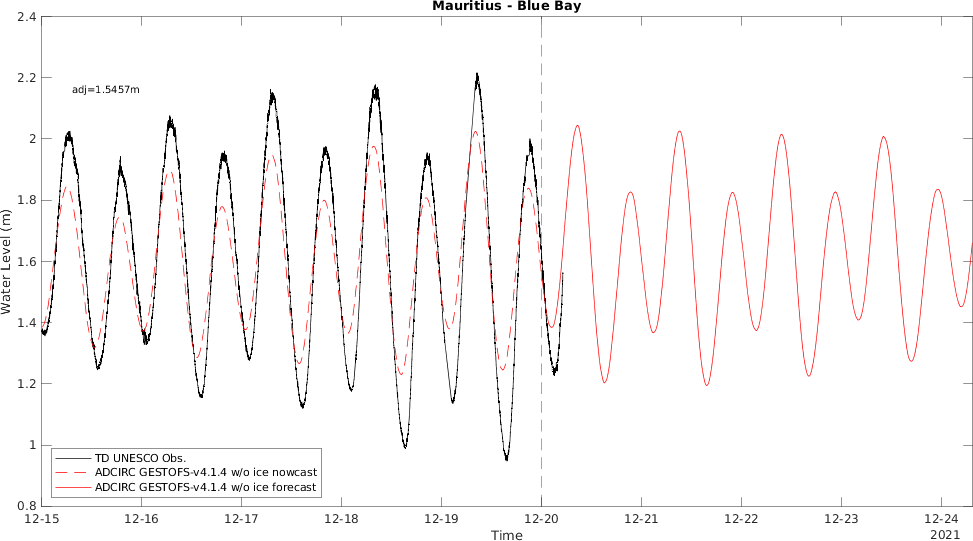 Mauritius - Blue Bay
2.4
2.2
2
1.8
1.6
1.4
1.2
1
0.8
Water Level (m)
adj=1.5457m
TD UNESCO Obs.
ADCIRC GESTOFS-v4.1.4 w/o ice nowcast
ADCIRC GESTOFS-v4.1.4 w/o ice forecast
12-15 12-16 12-17 12-18 12-19 12-20 12-21 12-22 12-23 12-24
2021
Time